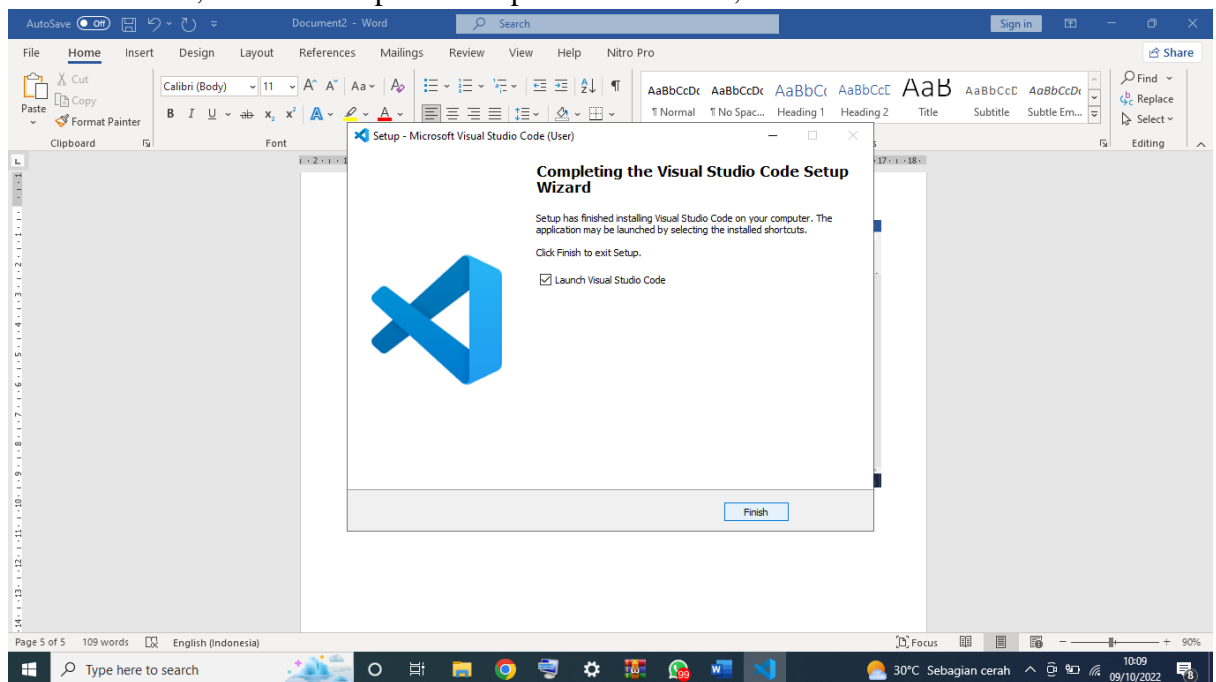 AutoSave Off Document2 - Word Search Sign in
File Home Insert Design Layout References Mailings Review View Help Nitro Pro Share
Paste Cut Copy Format Painter
Calibri (Body) 11
AaBbCcDc AaBbCcDc AaBbC( AaBbCcE AaB AaBbCcD AaBbCcDt
¶ Normal ¶ No Spac... Heading 1 Heading 2 Title Subtitle Subtle Em...
Find Replace Select
Clipboard Font Editing
Setup - Microsoft Visual Studio Code (User)
Completing the Visual Studio Code Setup
Wizard
Setup has finished installing Visual Studio Code on your computer. The
application may be launched by selecting the installed shortcuts.
Click Finish to exit Setup.
Launch Visual Studio Code
Finish
Page 5 of 5 109 words English (Indonesia) Focus 90%
Type here to search 99 30°C Sebagian cerah 10:09
09/10/2022 8